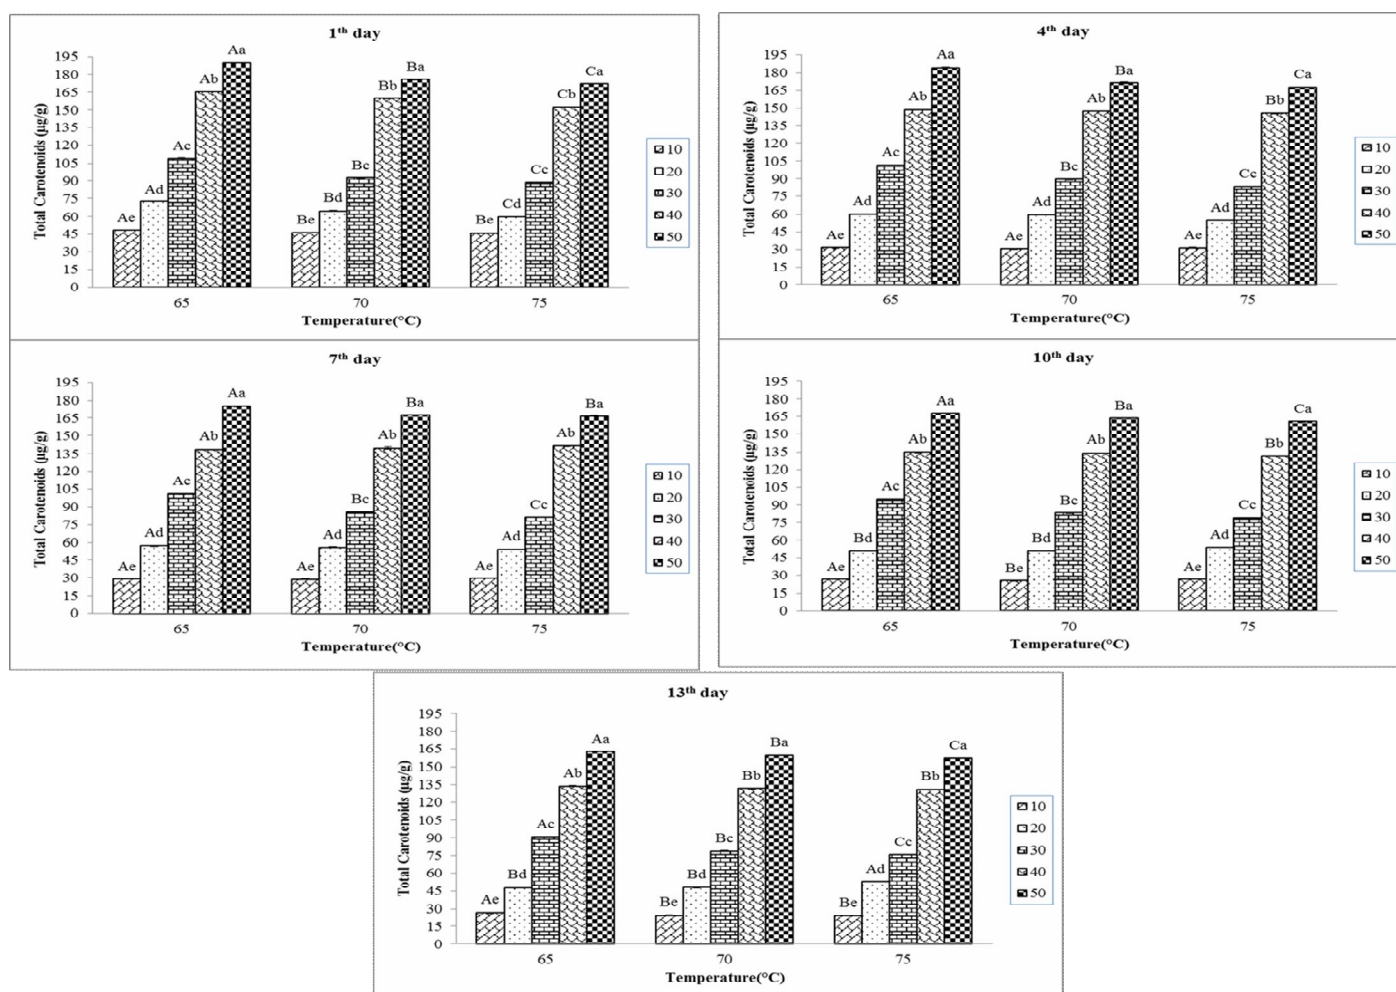 1th day
Total Carotenoids (µg/g)
195
180
165
150
135
120
105
90
75
60
45
30
15
0
Ae Ad Ac Ab Aa
Be Bd Bc Bb Ba
Be Cd Cc Cb Ca
65 70 75
Temperature(°C)
10
20
30
40
50
4th day
Total Carotenoids (µg/g)
195
180
165
150
135
120
105
90
75
60
45
30
15
0
Ae Ad Ac Ab Aa
Ae Ad Bc Ab Ba
Ae Ad Cc Bb Ca
65 70 75
Temperature(°C)
10
20
30
40
50
7th day
Total Carotenoids (µg/g)
195
180
165
150
135
120
105
90
75
60
45
30
15
0
Ae Ad Ac Ab Aa
Ae Ad Bc Ab Ba
Ae Ad Cc Ab Ba
65 70 75
Temperature(°C)
10
20
30
40
50
10th day
Total Carotenoids (µg/g)
195
180
165
150
135
120
105
90
75
60
45
30
15
0
Ae Bd Ac Ab Aa
Be Bd Bc Ab Ba
Ae Ad Cc Bb Ca
65 70 75
Temperature(°C)
10
20
30
40
50
13th day
Total Carotenoids (µg/g)
195
180
165
150
135
120
105
90
75
60
45
30
15
0
Ae Bd Ac Ab Aa
Be Bd Bc Bb Ba
Be Ad Cc Bb Ca
65 70 75
Temperature(°C)
10
20
30
40
50